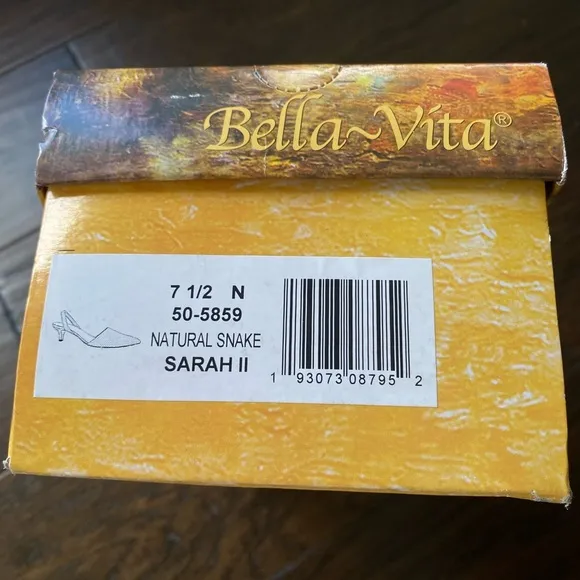 Bella~Vita®
7 1/2 N
50-5859
NATURAL SNAKE
SARAH II
1 93073 08795 2